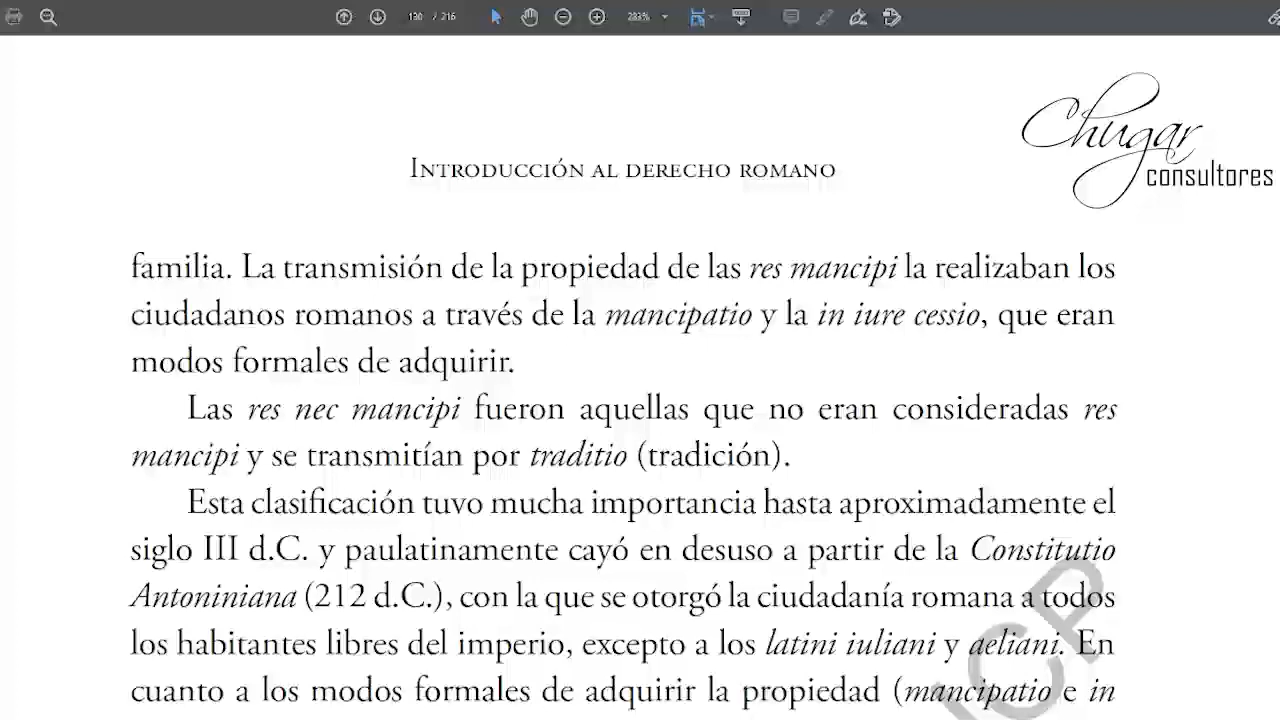 130 / 216
283%
Chugar
consultores
INTRODUCCIÓN AL DERECHO ROMANO
familia. La transmisión de la propiedad de las res mancipi la realizaban los
ciudadanos romanos a través de la mancipatio y la in iure cessio, que eran
modos formales de adquirir.
Las res nec mancipi fueron aquellas que no eran consideradas res
mancipi y se transmitían por traditio (tradición).
Esta clasificación tuvo mucha importancia hasta aproximadamente el
siglo III d.C. y paulatinamente cayó en desuso a partir de la Constitutio
Antoniniana (212 d.C.), con la que se otorgó la ciudadanía romana a todos
los habitantes libres del imperio, excepto a los latini iuliani y aeliani. En
cuanto a los modos formales de adquirir la propiedad (mancipatio e in